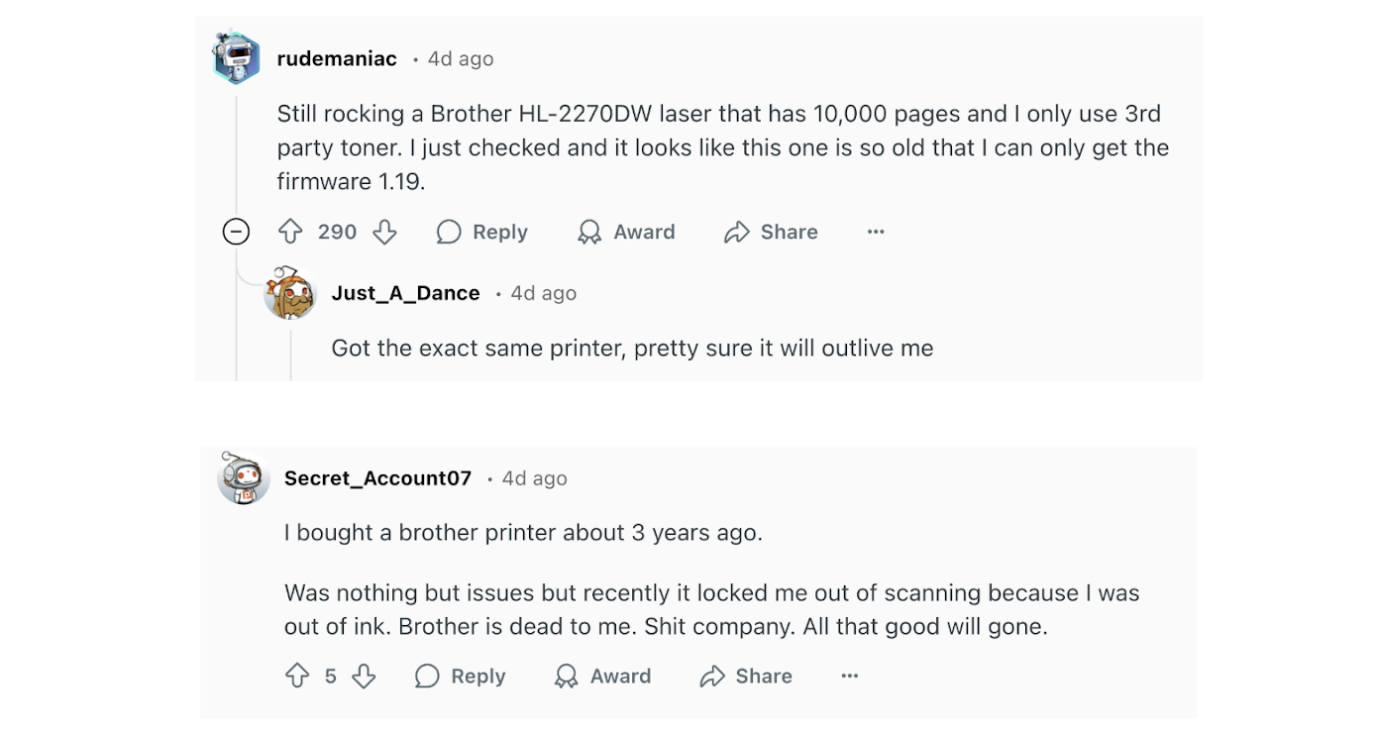 rudemaniac • 4d ago
Still rocking a Brother HL-2270DW laser that has 10,000 pages and I only use 3rd
party toner. I just checked and it looks like this one is so old that I can only get the
firmware 1.19.
290 Reply Award Share ...
Just_A_Dance • 4d ago
Got the exact same printer, pretty sure it will outlive me
Secret_Account07 • 4d ago
I bought a brother printer about 3 years ago.
Was nothing but issues but recently it locked me out of scanning because I was
out of ink. Brother is dead to me. Shit company. All that good will gone.
5 Reply Award Share ...